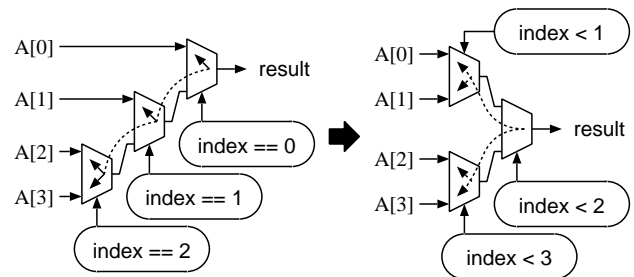 A[0]
A[1]
A[2]
A[3]
result
index == 0
index == 1
index == 2
A[0]
A[1]
A[2]
A[3]
index < 1
result
index < 2
index < 3